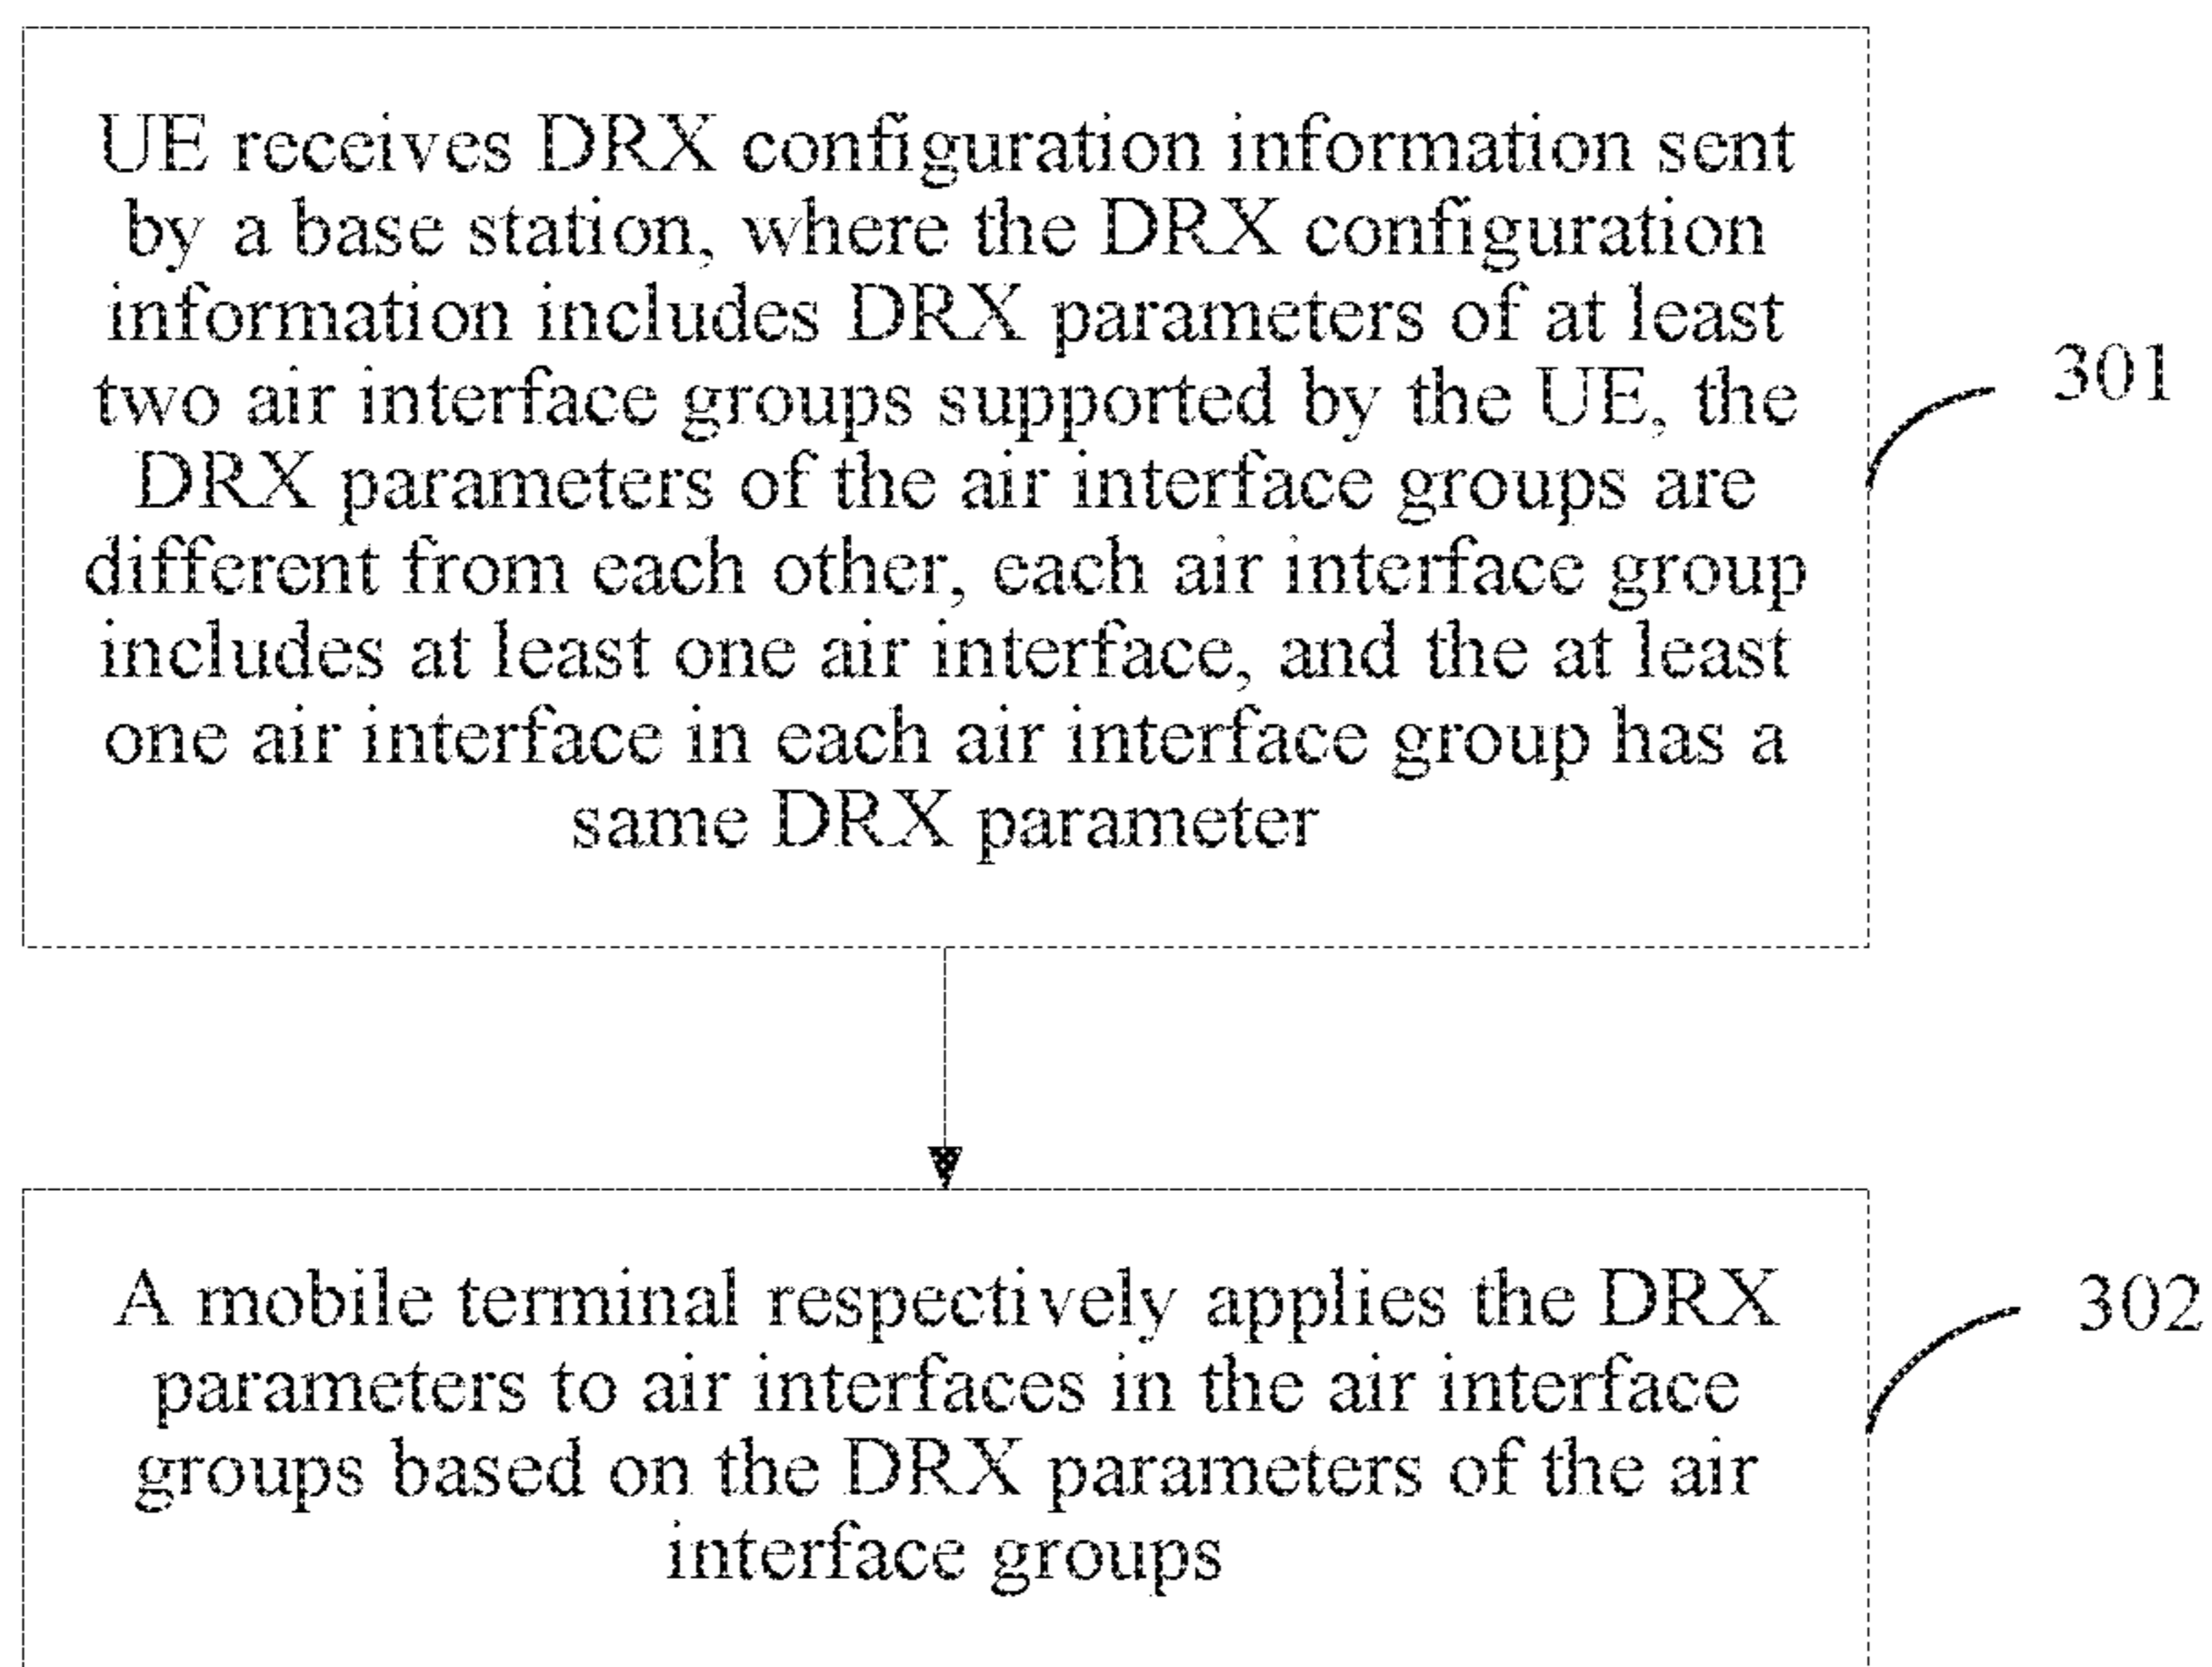 UE receives DRX configuration information sent
by a base station, where the DRX configuration
information includes DRX parameters of at least
two air interface groups supported by the UE, the
DRX parameters of the air interface groups are
different from each other, each air interface group
includes at least one air interface, and the at least
one air interface in each air interface group has a
same DRX parameter
301
A mobile terminal respectively applies the DRX
parameters to air interfaces in the air interface
groups based on the DRX parameters of the air
interface groups
302